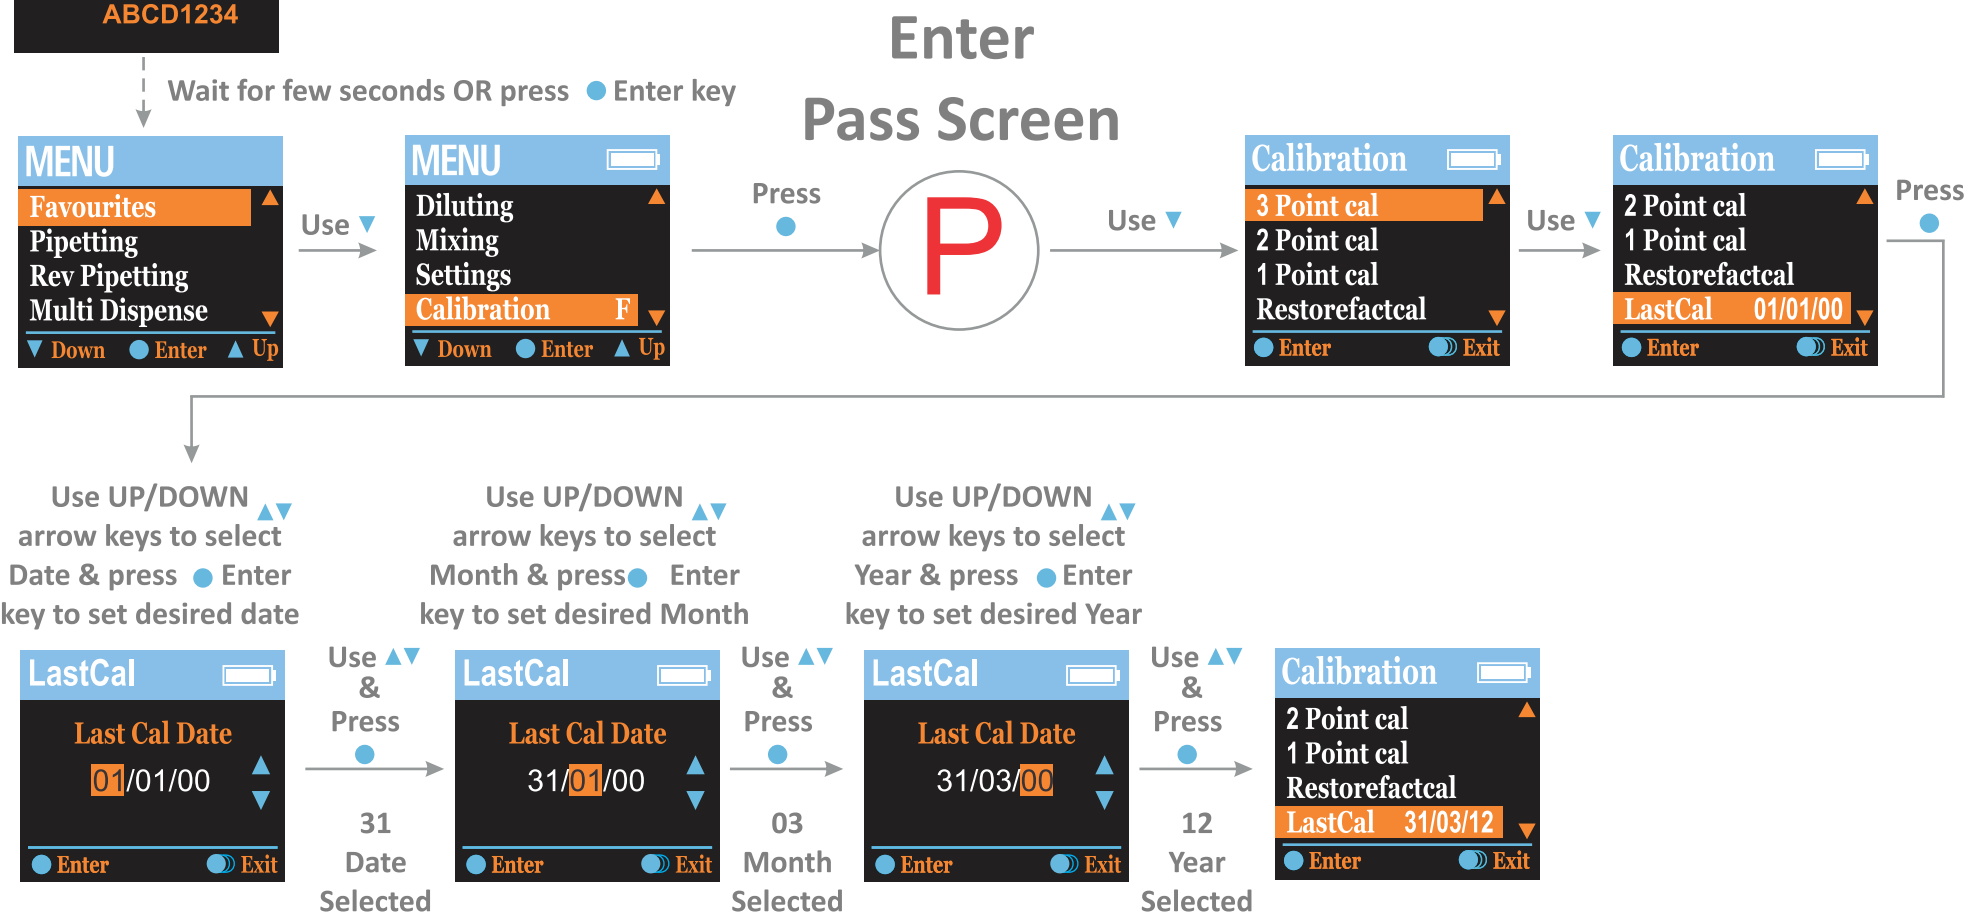 ABCD1234
Wait for few seconds OR press Enter key
Enter
Pass Screen
MENU
Favourites
Pipetting
Rev Pipetting
Multi Dispense
Down Enter Up
Use
MENU
Diluting
Mixing
Settings
Calibration F
Down Enter Up
Press
P
Use
Calibration
3 Point cal
2 Point cal
1 Point cal
Restorefactcal
Enter Exit
Use
Calibration
2 Point cal
1 Point cal
Restorefactcal
LastCal 01/01/00
Enter Exit
Press
Use UP/DOWN
arrow keys to select
Date & press Enter
key to set desired date
LastCal
Last Cal Date
01/01/00
Enter Exit
Use
&
Press
31
Date
Selected
Use UP/DOWN
arrow keys to select
Month & press Enter
key to set desired Month
LastCal
Last Cal Date
31/01/00
Enter Exit
Use
&
Press
03
Month
Selected
Use UP/DOWN
arrow keys to select
Year & press Enter
key to set desired Year
LastCal
Last Cal Date
31/03/00
Enter Exit
Use
&
Press
12
Year
Selected
Calibration
2 Point cal
1 Point cal
Restorefactcal
LastCal 31/03/12
Enter Exit